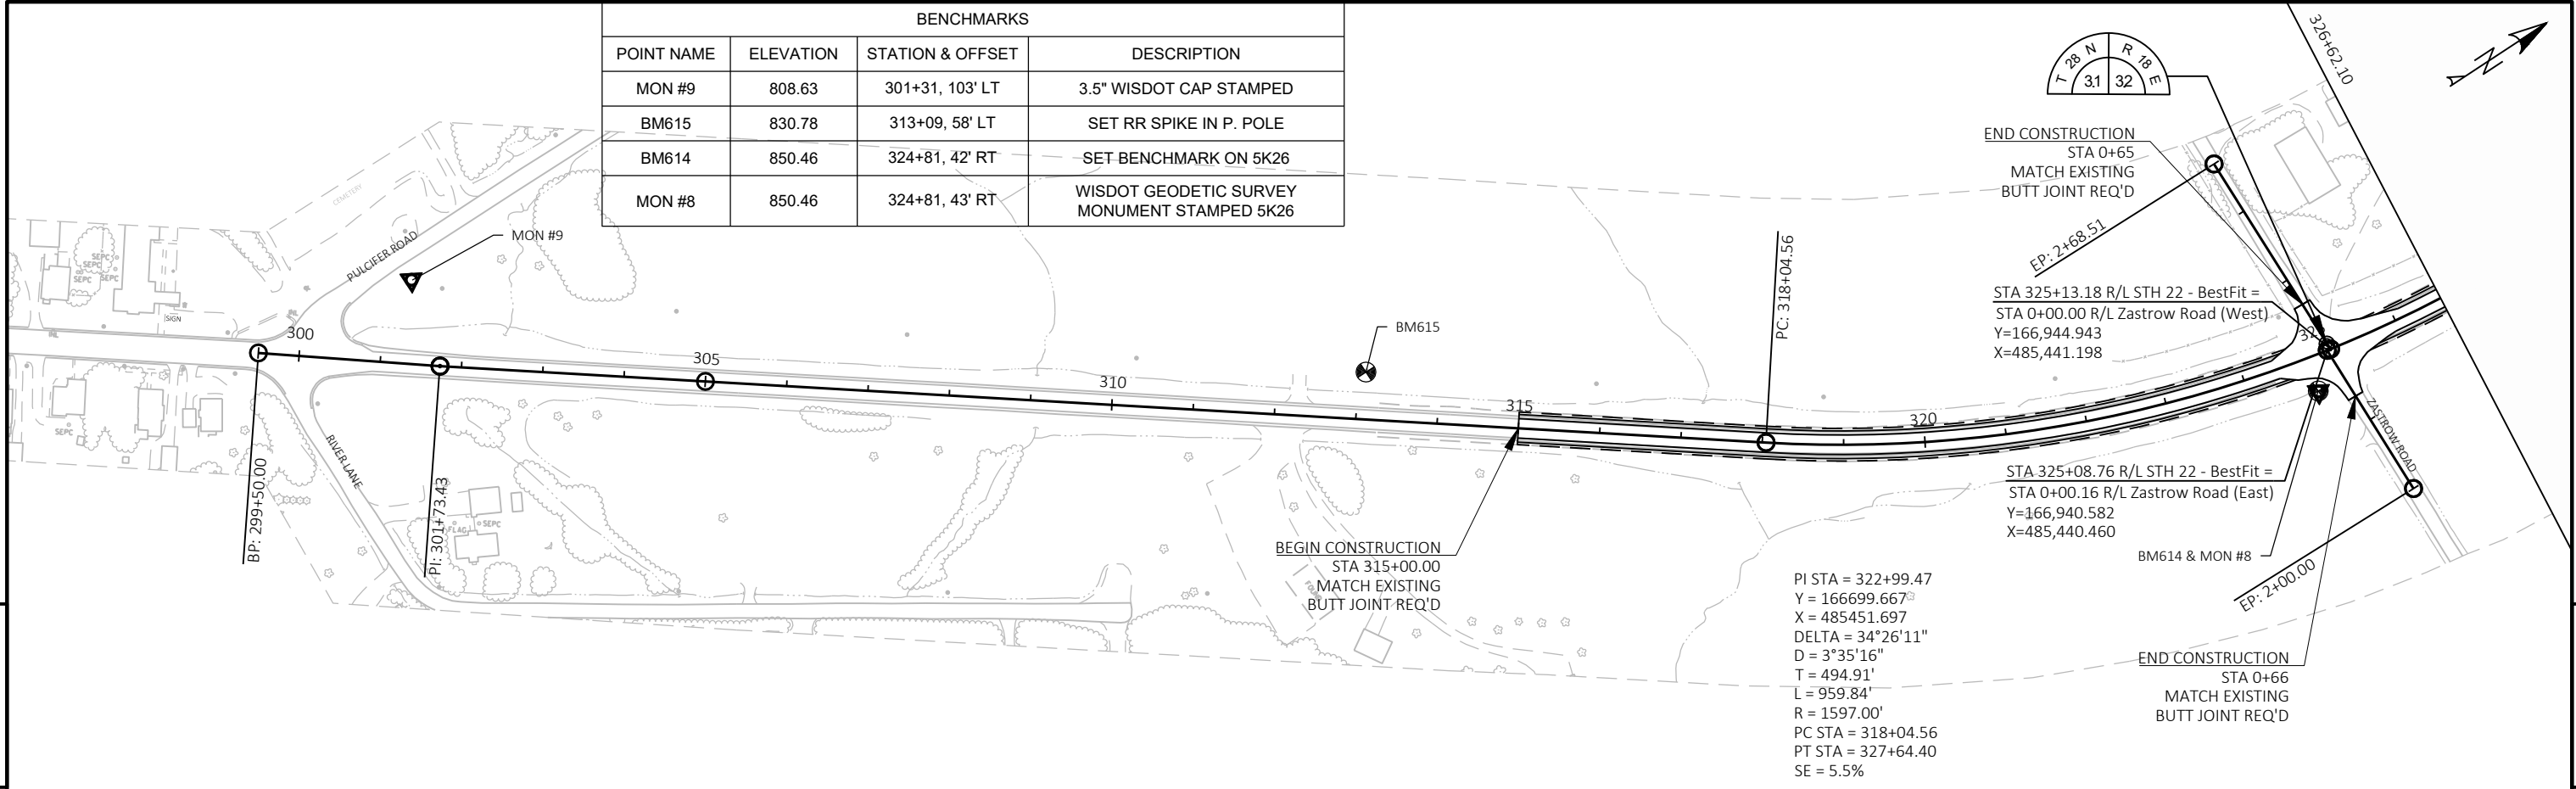 BENCHMARKS
POINT NAME ELEVATION STATION & OFFSET DESCRIPTION
MON #9 808.63 301+31, 103' LT 3.5" WISDOT CAP STAMPED
BM615 830.78 313+09, 58' LT SET RR SPIKE IN P. POLE
BM614 850.46 324+81, 42' RT SET BENCHMARK ON 5K26
MON #8 850.46 324+81, 43' RT WISDOT GEODETIC SURVEY
MONUMENT STAMPED 5K26
326+62.10
N
T 28 N R 18 E
31 32
END CONSTRUCTION
STA 0+65
MATCH EXISTING
BUTT JOINT REQ'D
EP: 2+68.51
CEMETERY
PULCIFER ROAD
MON #9
SEPC
SEPC
SEPC
SEPC
SIGN
300
305
310
315
320
BM615
PC: 318+04.56
STA 325+13.18 R/L STH 22 - BestFit =
STA 0+00.00 R/L Zastrow Road (West)
Y=166,944.943
X=485,441.198
SEPC
RIVER LANE
BP: 299+50.00
PI: 301+73.43
FLAG
SEPC
ZASTROW ROAD
STA 325+08.76 R/L STH 22 - BestFit =
STA 0+00.16 R/L Zastrow Road (East)
Y=166,940.582
X=485,440.460
BM614 & MON #8
EP: 2+00.00
BEGIN CONSTRUCTION
STA 315+00.00
MATCH EXISTING
BUTT JOINT REQ'D
PI STA = 322+99.47
Y = 166699.667
X = 485451.697
DELTA = 34°26'11"
D = 3°35'16"
T = 494.91'
L = 959.84'
R = 1597.00'
PC STA = 318+04.56
PT STA = 327+64.40
SE = 5.5%
END CONSTRUCTION
STA 0+66
MATCH EXISTING
BUTT JOINT REQ'D